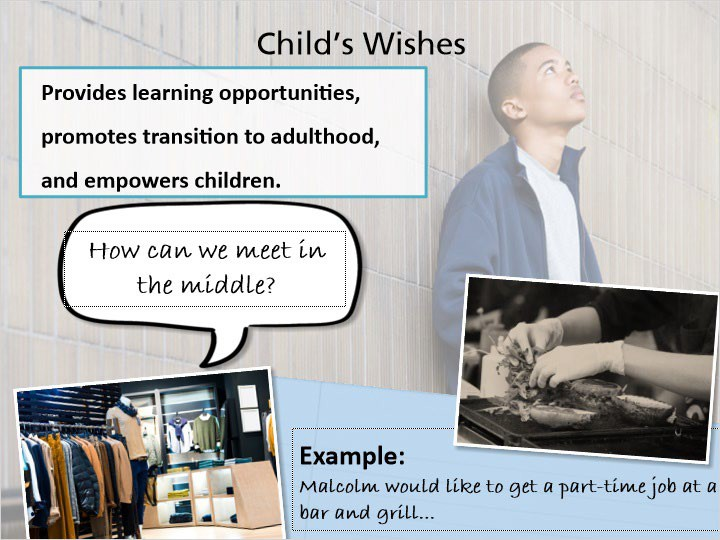 Child's Wishes
Provides learning opportunities,
promotes transition to adulthood,
and empowers children.
How can we meet in
the middle?
Example:
Malcolm would like to get a part-time job at a
bar and grill...